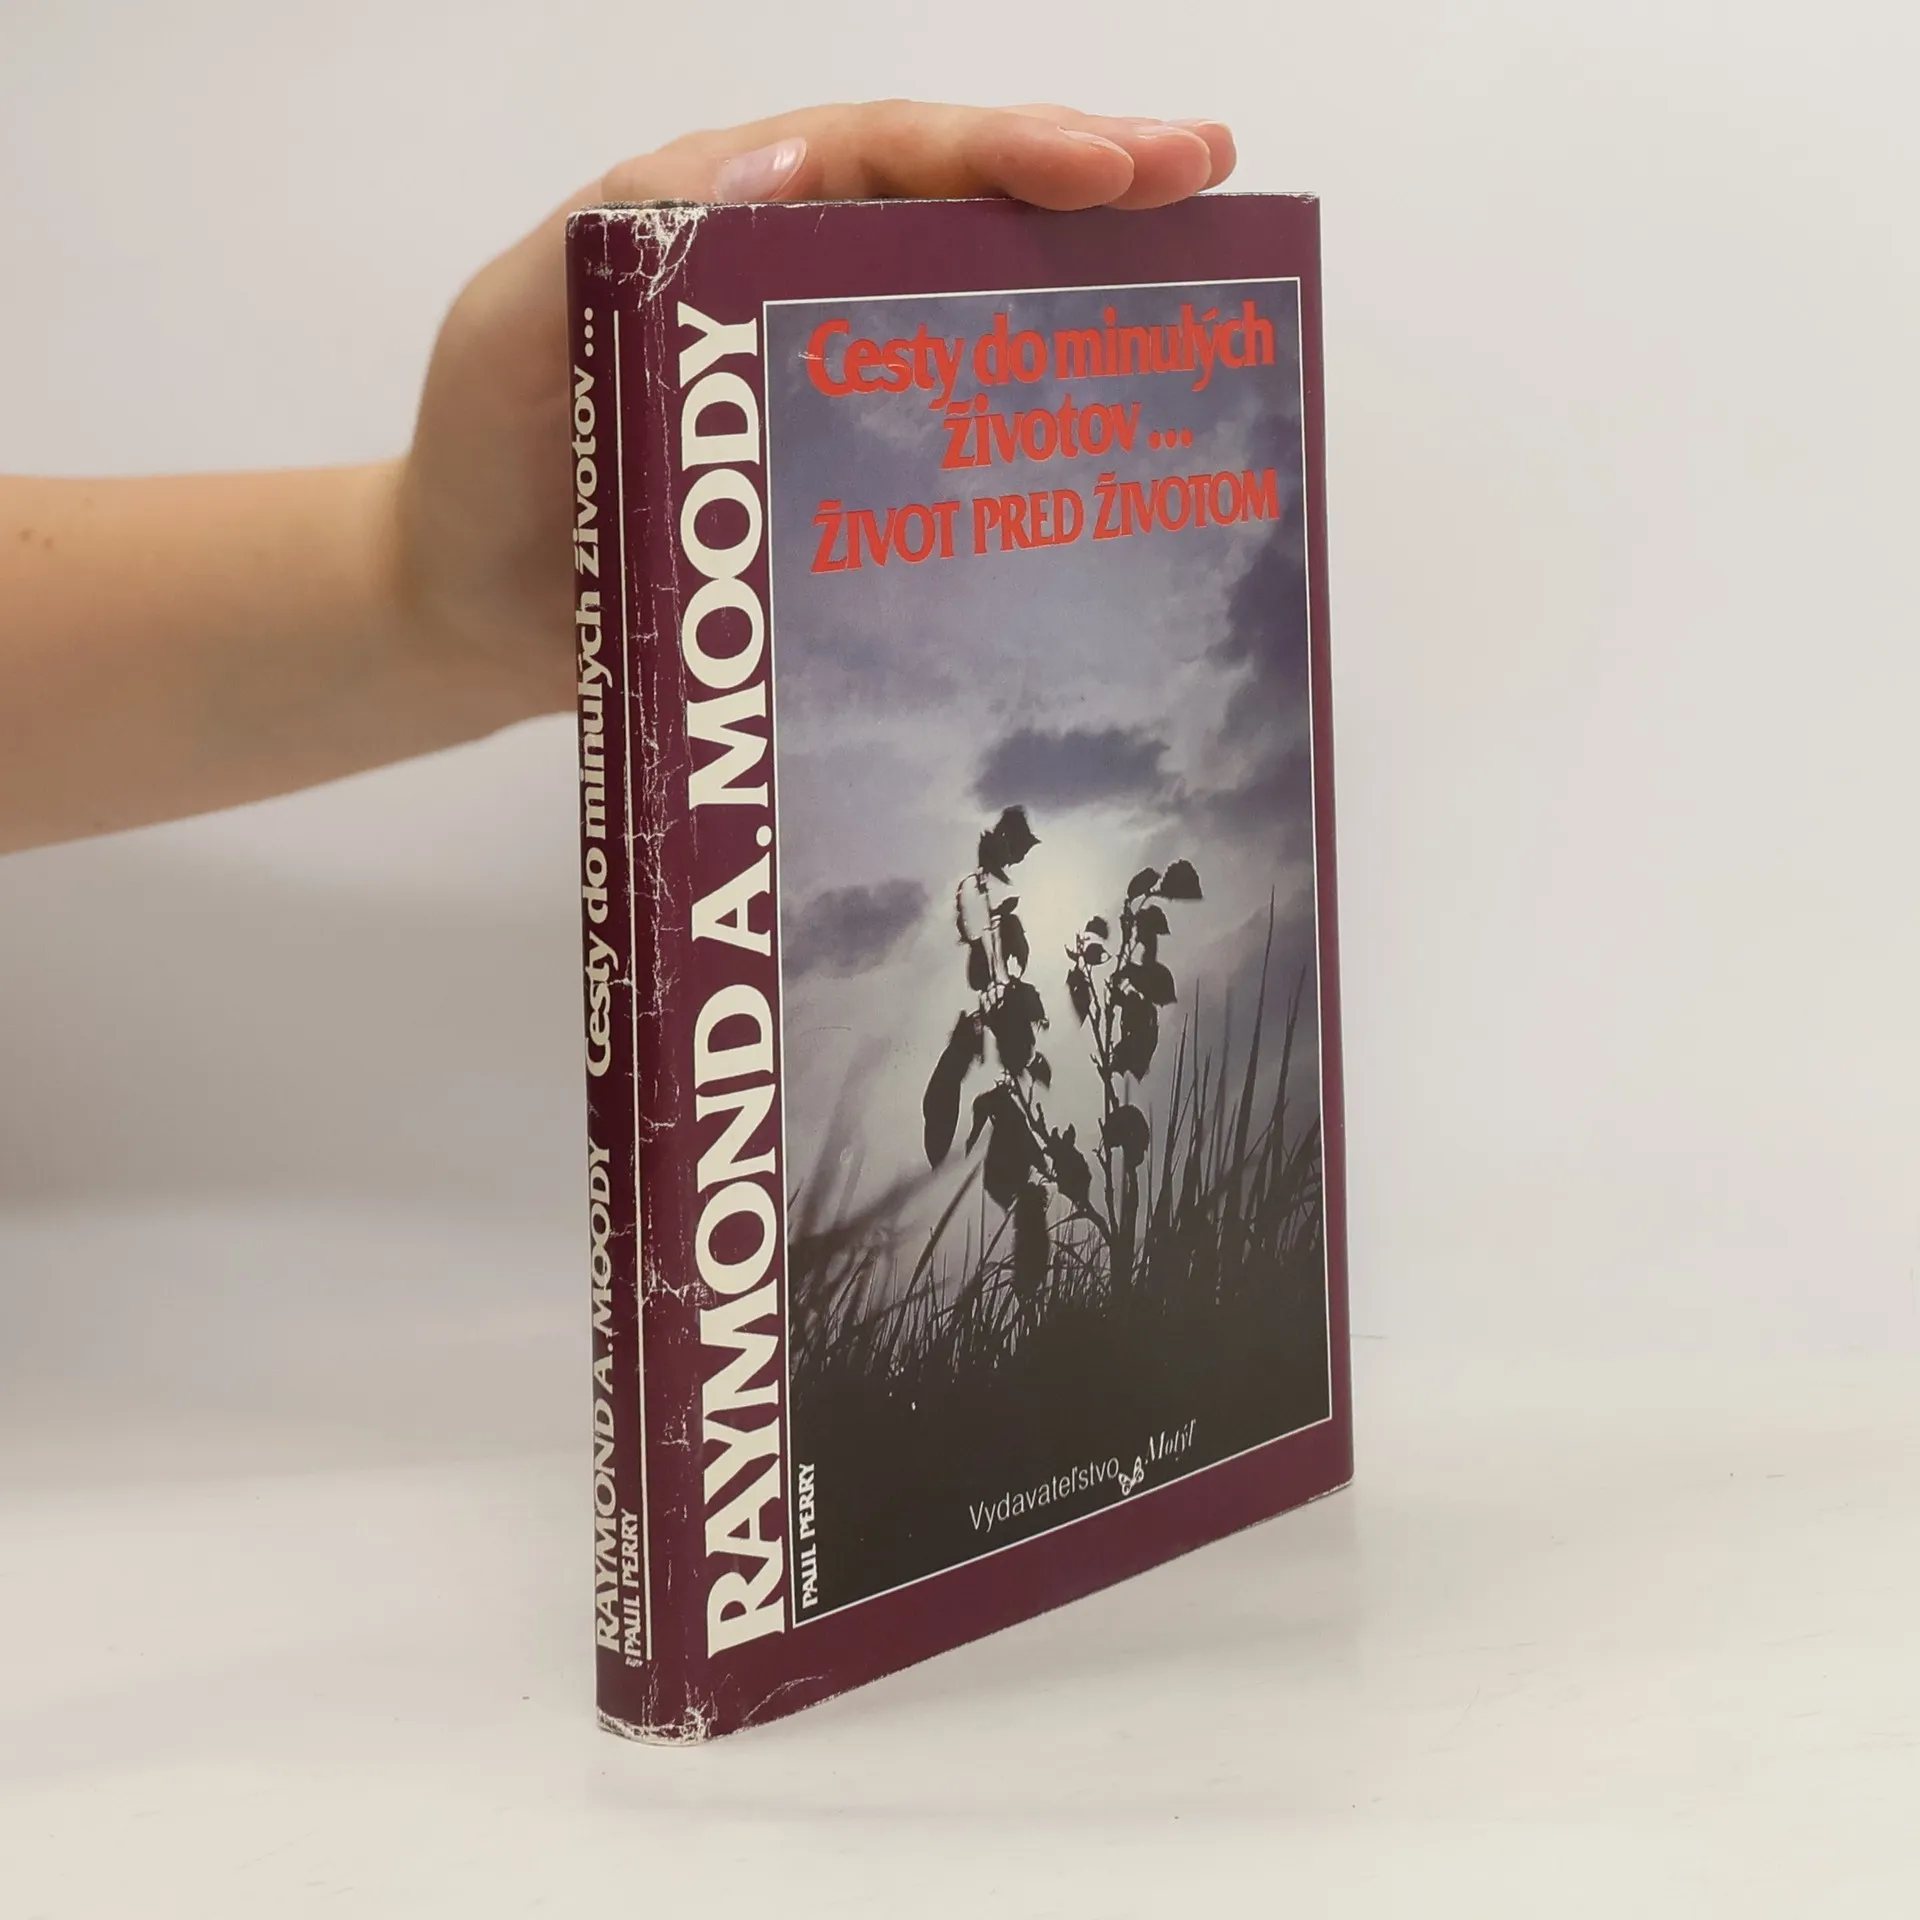 RAYMOND A. MOODY
PAUL PERRY
Cesty do minulých životov ...
RAYMOND A. MOODY
PAUL PERRY
Cesty do minulých
životov ...
ŽIVOT PRED ŽIVOTOM
Vydavateľstvo Motýľ